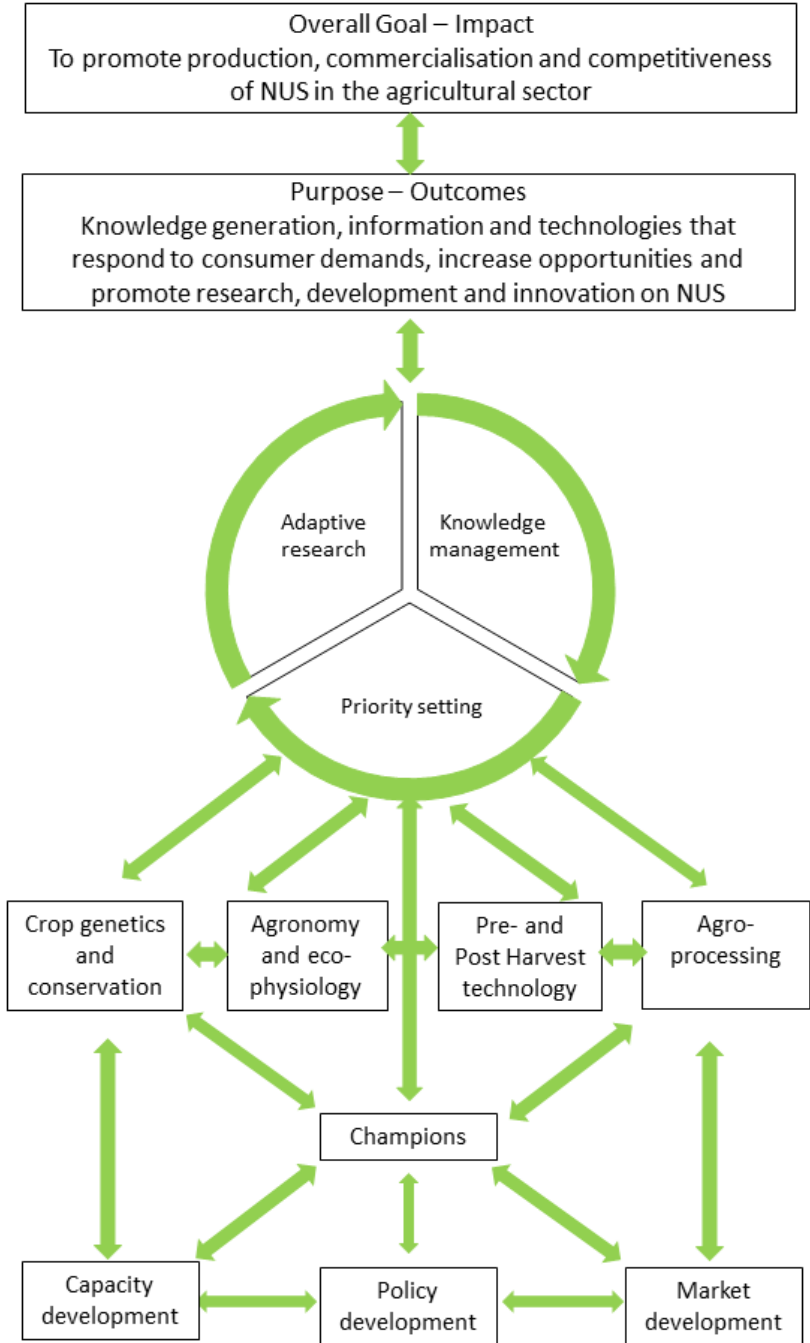 Overall Goal – Impact
To promote production, commercialisation and competitiveness
of NUS in the agricultural sector
Purpose – Outcomes
Knowledge generation, information and technologies that
respond to consumer demands, increase opportunities and
promote research, development and innovation on NUS
Adaptive
research
Knowledge
management
Priority setting
Crop genetics
and
conservation
Agronomy
and eco-
physiology
Pre- and
Post Harvest
technology
Agro-
processing
Champions
Capacity
development
Policy
development
Market
development